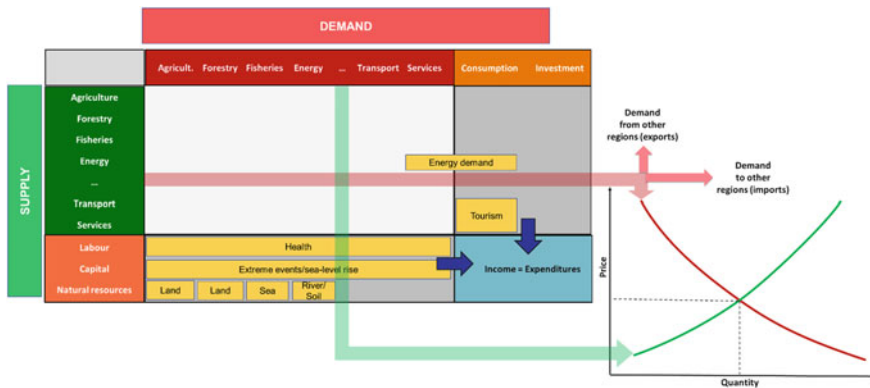 DEMAND
Agricult. Forestry Fisheries Energy ... Transport Services Consumption Investment
SUPPLY
Agriculture
Forestry
Fisheries
Energy
...
Transport
Services
Labour
Capital
Natural resources
Energy demand
Tourism
Health
Extreme events/sea-level rise
Land
Land
Sea
River/
Soil
Income = Expenditures
Demand
from other
regions (exports)
Demand
to other
regions (imports)
Price
Quantity